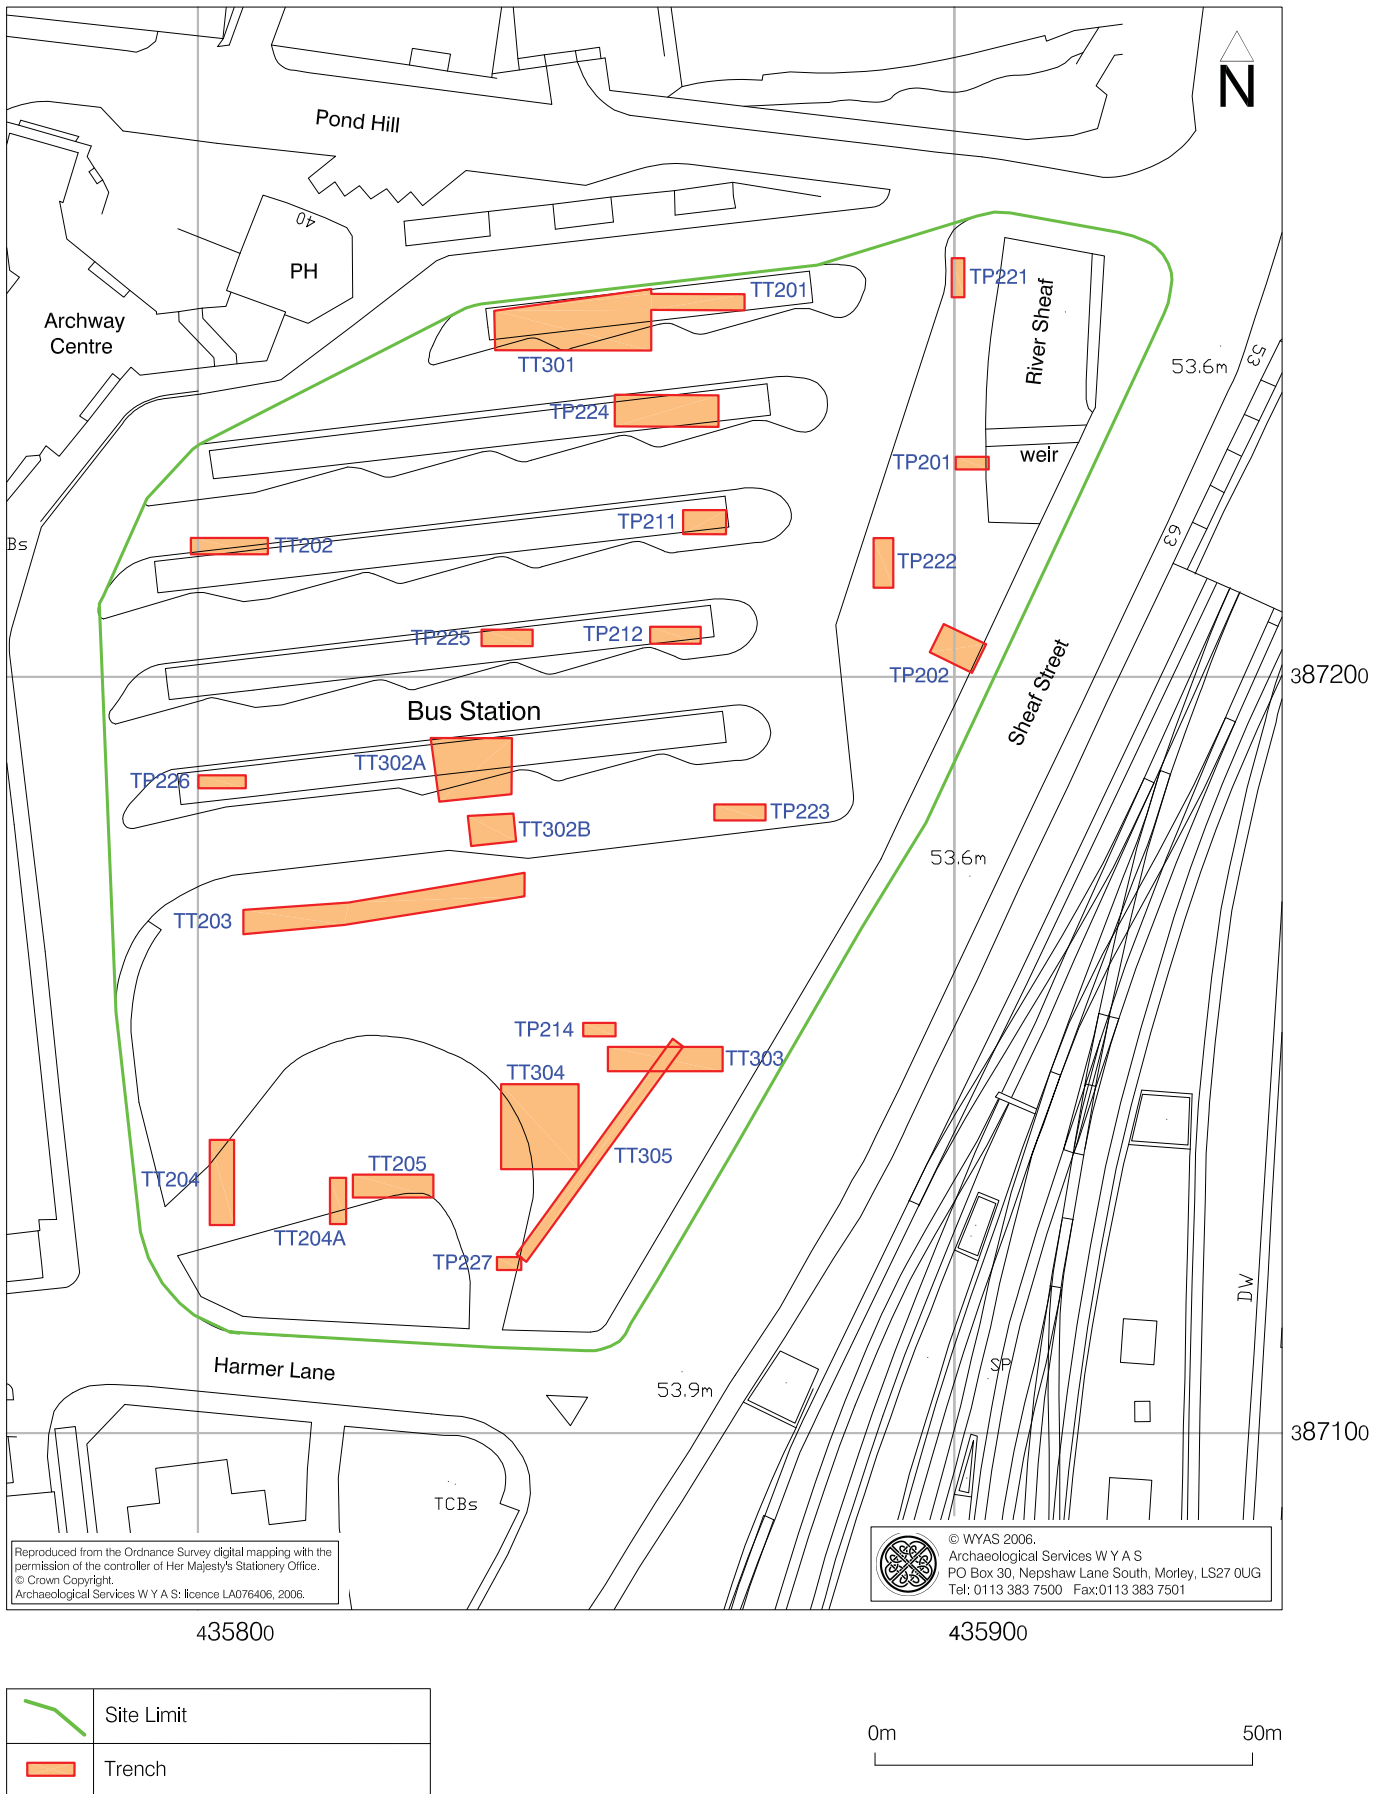 N
Pond Hill
40
PH
Archway
Centre
TT201
TT301
TP221
River Sheaf
53.6m
53
TP224
weir
TP201
TP211
63
Bs
TT202
TP222
TP225
TP212
TP202
Sheaf Street
387200
Bus Station
TT302A
TP226
TP223
TT302B
53.6m
TT203
TP214
TT303
TT304
TT305
TT205
TT204
TT204A
TP227
DW
SP
Harmer Lane
53.9m
387100
TCBs
Reproduced from the Ordnance Survey digital mapping with the
permission of the controller of Her Majesty's Stationery Office.
© Crown Copyright.
Archaeological Services W Y A S: licence LA076406, 2006.
© WYAS 2006.
Archaeological Services W Y A S
PO Box 30, Nepshaw Lane South, Morley, LS27 0UG
Tel: 0113 383 7500 Fax:0113 383 7501
435800
435900
Site Limit
Trench
0m
50m